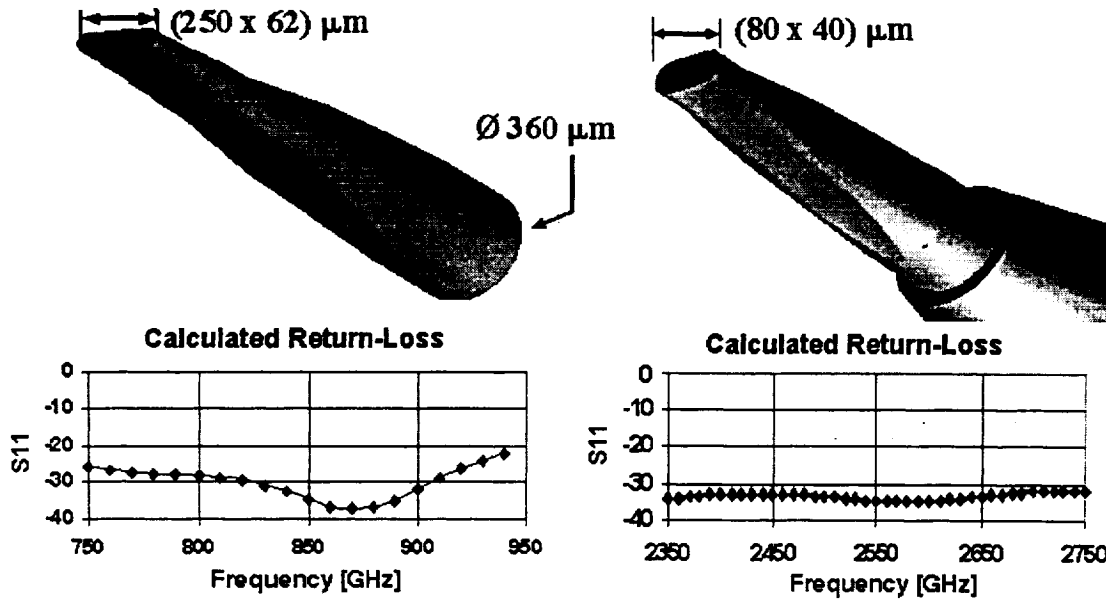 (250 x 62) μm
Ø 360 μm
(80 x 40) μm
Calculated Return-Loss
0
-10
-20
-30
-40
S11
750
800
850
900
950
Frequency [GHz]
Calculated Return-Loss
0
-10
-20
-30
-40
S11
2350
2450
2550
2650
2750
Frequency [GHz]